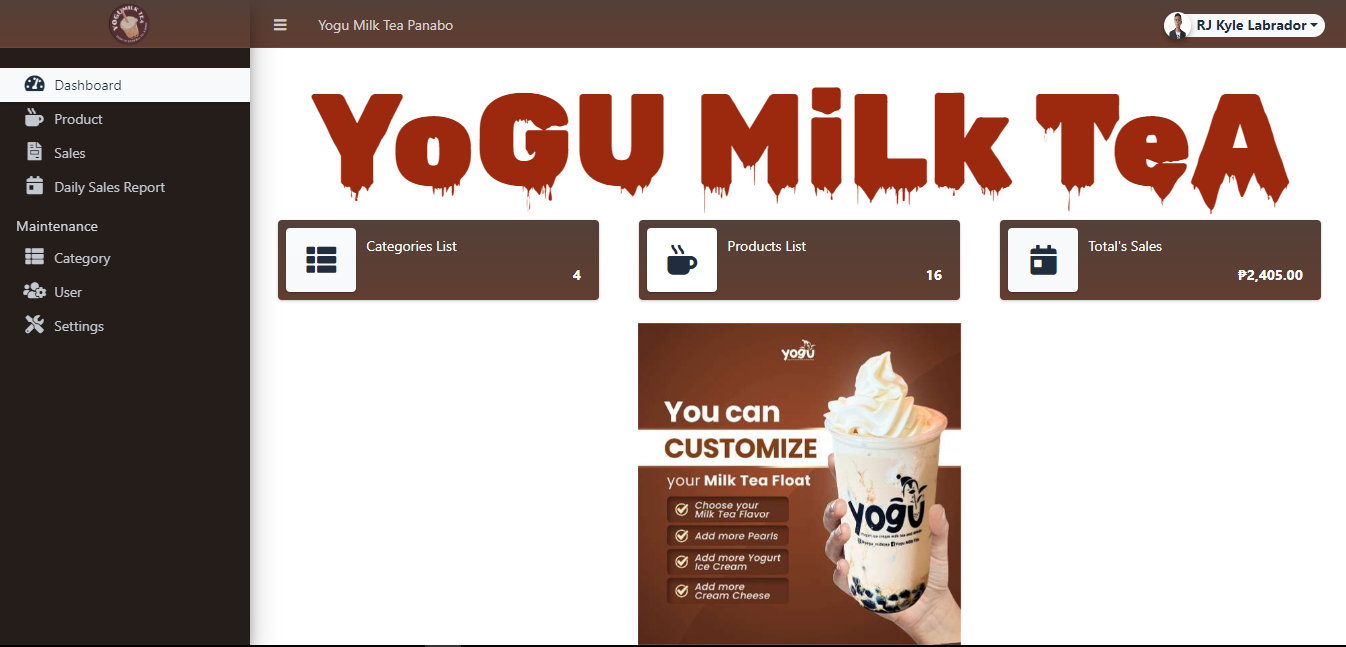 YOGU MILK TEA
Yogu Milk Tea Panabo
RJ Kyle Labrador
Dashboard
Product
Sales
Daily Sales Report
Maintenance
Category
User
Settings
YoGU MiLk TeA
Categories List
4
Products List
16
Total's Sales
₱2,405.00
yogu
You can
CUSTOMIZE
your Milk Tea Float
Choose your
Milk Tea Flavor
Add more Pearls
Add more Yogurt
Ice Cream
Add more
Cream Cheese
yogu